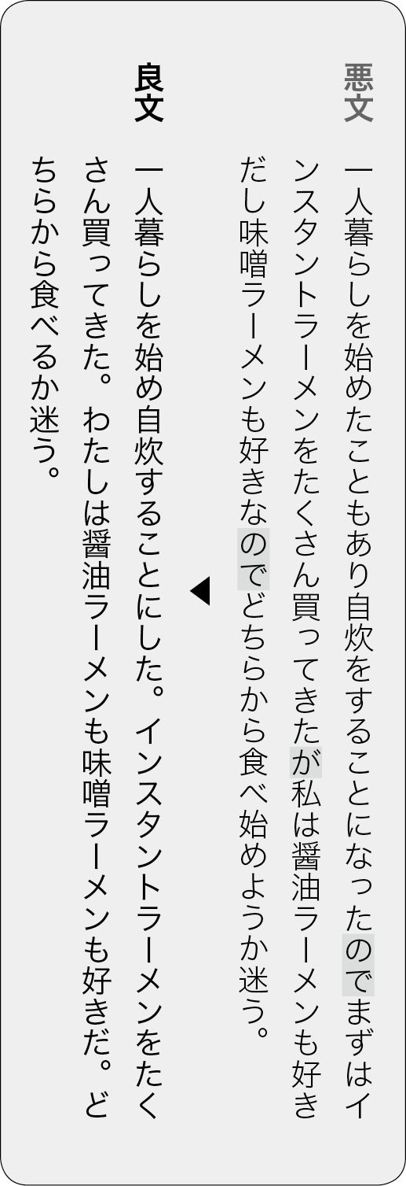 悪文
一人暮らしを始めたこともあり自炊をすることになったのでまずはイ
ンスタントラーメンをたくさん買ってきたが私は醤油ラーメンも好き
だし味噌ラーメンも好きなのでどちらから食べ始めようか迷う。
良文
一人暮らしを始め自炊することにした。インスタントラーメンをたく
さん買ってきた。わたしは醤油ラーメンも味噌ラーメンも好きだ。ど
ちらから食べるか迷う。